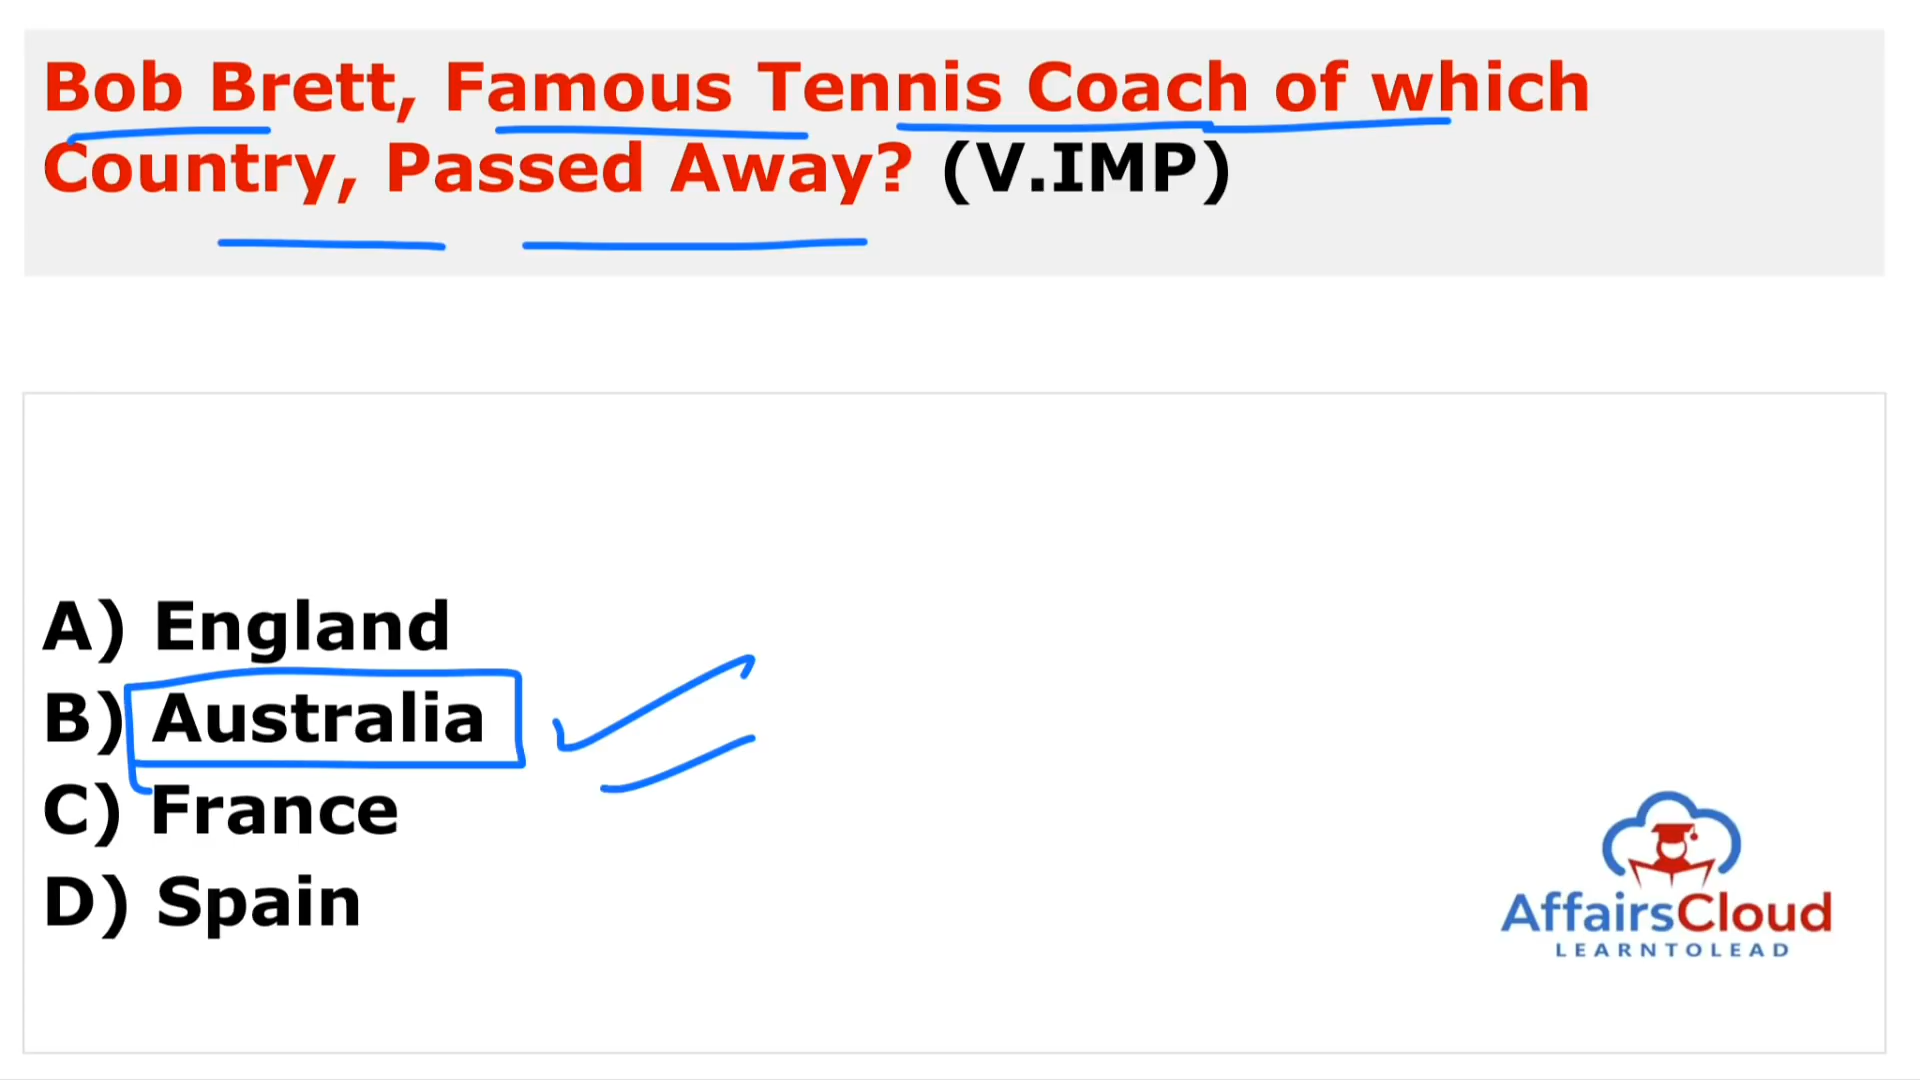 Bob Brett, Famous Tennis Coach of which
Country, Passed Away? (V.IMP)
A) England
B) Australia
C) France
D) Spain
AffairsCloud
LEARNTOLEAD